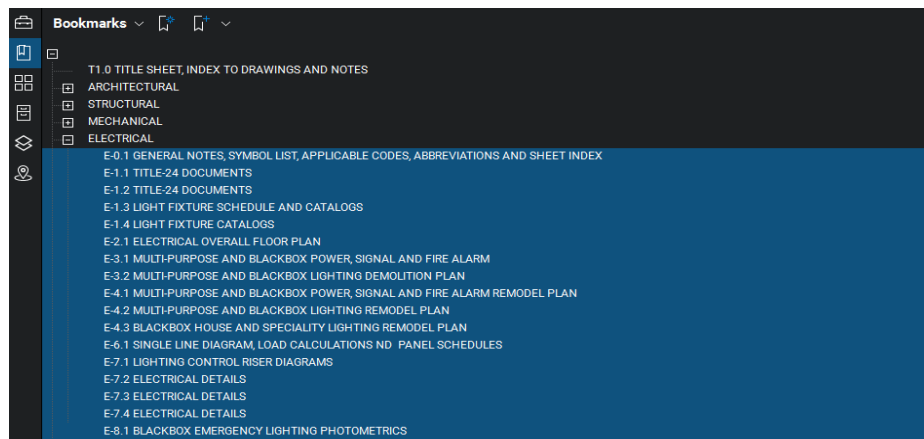 Bookmarks
T1.0 TITLE SHEET, INDEX TO DRAWINGS AND NOTES
ARCHITECTURAL
STRUCTURAL
MECHANICAL
ELECTRICAL
E-0.1 GENERAL NOTES, SYMBOL LIST, APPLICABLE CODES, ABBREVIATIONS AND SHEET INDEX
E-1.1 TITLE-24 DOCUMENTS
E-1.2 TITLE-24 DOCUMENTS
E-1.3 LIGHT FIXTURE SCHEDULE AND CATALOGS
E-1.4 LIGHT FIXTURE CATALOGS
E-2.1 ELECTRICAL OVERALL FLOOR PLAN
E-3.1 MULTI-PURPOSE AND BLACKBOX POWER, SIGNAL AND FIRE ALARM
E-3.2 MULTI-PURPOSE AND BLACKBOX LIGHTING DEMOLITION PLAN
E-4.1 MULTI-PURPOSE AND BLACKBOX POWER, SIGNAL AND FIRE ALARM REMODEL PLAN
E-4.2 MULTI-PURPOSE AND BLACKBOX LIGHTING REMODEL PLAN
E-4.3 BLACKBOX HOUSE AND SPECIALITY LIGHTING REMODEL PLAN
E-6.1 SINGLE LINE DIAGRAM, LOAD CALCULATIONS ND  PANEL SCHEDULES
E-7.1 LIGHTING CONTROL RISER DIAGRAMS
E-7.2 ELECTRICAL DETAILS
E-7.3 ELECTRICAL DETAILS
E-7.4 ELECTRICAL DETAILS
E-8.1 BLACKBOX EMERGENCY LIGHTING PHOTOMETRICS